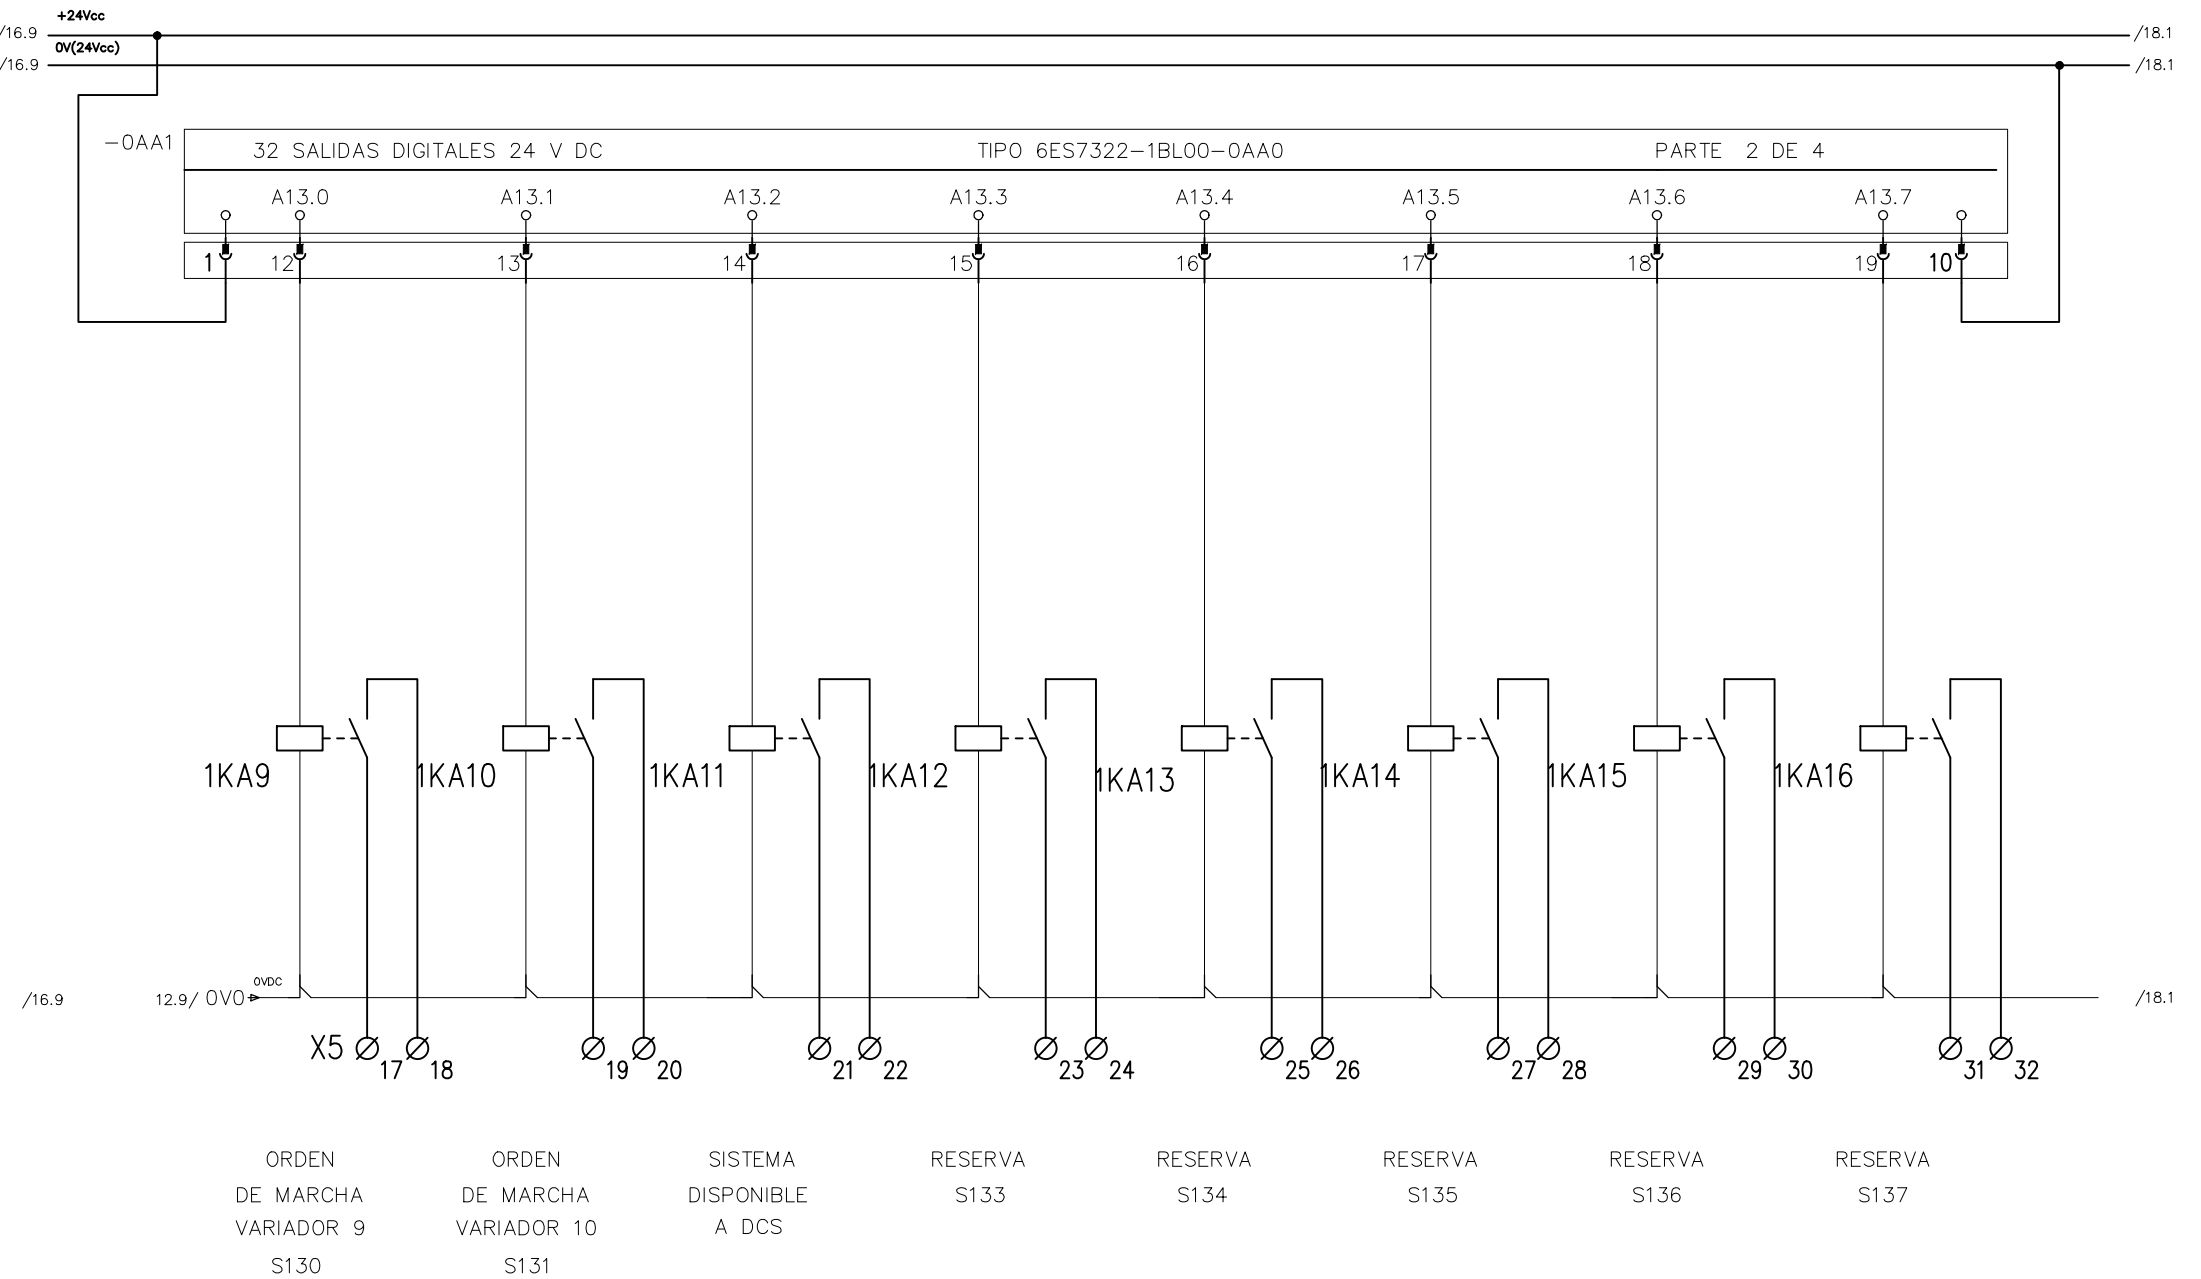 +24Vcc
/16.9 /18.1
0V(24Vcc)
/16.9 /18.1
-0AA1
32 SALIDAS DIGITALES 24 V DC TIPO 6ES7322-1BL00-0AA0 PARTE 2 DE 4
A13.0 A13.1 A13.2 A13.3 A13.4 A13.5 A13.6 A13.7
1 12 13 14 15 16 17 18 19 10
1KA9 1KA10 1KA11 1KA12 1KA13 1KA14 1KA15 1KA16
0VDC
/16.9 12.9/ 0V0 /18.1
X5
17 18 19 20 21 22 23 24 25 26 27 28 29 30 31 32
ORDEN
DE MARCHA
VARIADOR 9
S130
ORDEN
DE MARCHA
VARIADOR 10
S131
SISTEMA
DISPONIBLE
A DCS
RESERVA
S133
RESERVA
S134
RESERVA
S135
RESERVA
S136
RESERVA
S137